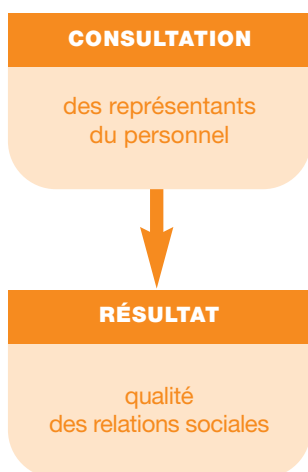 CONSULTATION
des représentants
du personnel
RÉSULTAT
qualité
des relations sociales